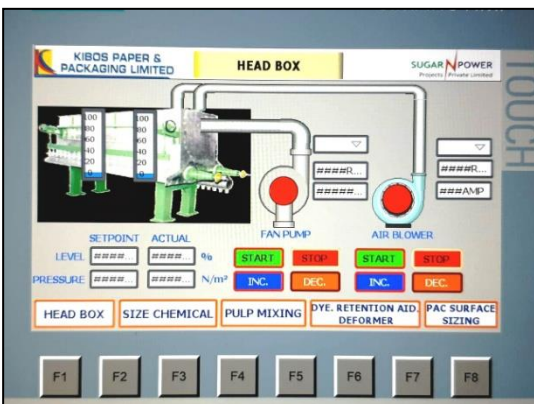 KIBOS PAPER &
PACKAGING LIMITED
HEAD BOX
SUGAR N POWER
Projects Private Limited
TOUCH
100 100
80 80
60 60
40 40
20 20
0 0
####R...
#####...
####R...
###AMP
FAN PUMP
AIR BLOWER
SETPOINT ACTUAL
LEVEL ####... ####... %
START STOP START STOP
PRESSURE ####... ####... N/m²
INC. DEC. INC. DEC.
HEAD BOX
SIZE CHEMICAL
PULP MIXING
DYE. RETENTION AID.
DEFORMER
PAC SURFACE
SIZING
F1 F2 F3 F4 F5 F6 F7 F8